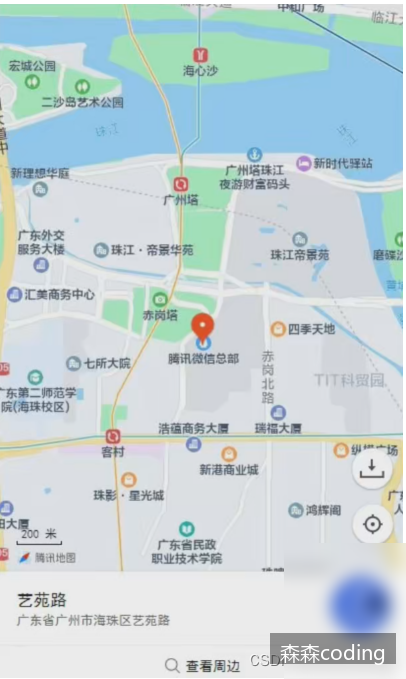 临江大道
海心沙
宏城公园
二沙岛艺术公园
珠江
广州塔珠江
夜游财富码头
新时代驿站
新理想华庭
广州塔
广东外交
服务大楼
珠江·帝景华苑
珠江帝景苑
磨碟沙
汇美商务中心
赤岗塔
四季天地
腾讯微信总部
七所大院
赤岗北路
TIT科贸园
广东第二师范学
院(海珠校区)
浩蕴商务大厦
瑞福大厦
客村
新港商业城
珠影·星光城
鸿辉阁
田大厦
200 米
腾讯地图
广东省民政
职业技术学院
艺苑路
广东省广州市海珠区艺苑路
查看周边
CSD
森森coding